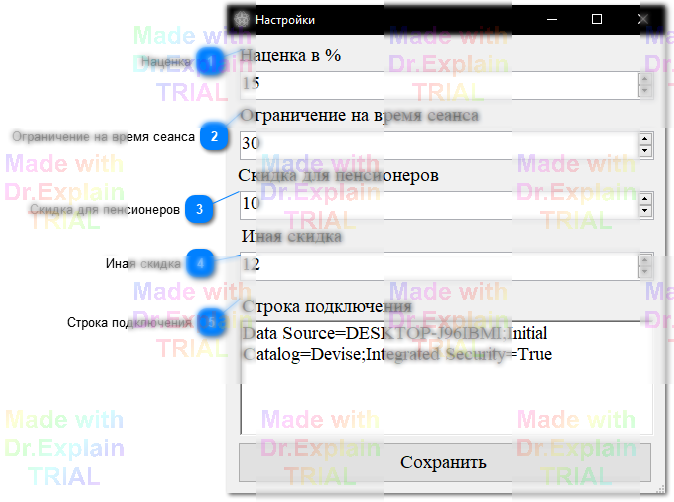 Настройки
Наценка 1
Наценка в %
15
Ограничение на время сеанса 2
Ограничение на время сеанса
30
Скидка для пенсионеров 3
Скидка для пенсионеров
10
Иная скидка 4
Иная скидка
12
Строка подключения 5
Строка подключения
Data Source=DESKTOP-J96IBMI;Initial
Catalog=Devise;Integrated Security=True
Сохранить
Made with
Dr.Explain
TRIAL
Made with
Dr.Explain
TRIAL
Made with
Dr.Explain
TRIAL
Made with
Dr.Explain
TRIAL
Made with
Dr.Explain
TRIAL
Made with
Dr.Explain
TRIAL
Made with
Dr.Explain
TRIAL
Made with
Dr.Explain
TRIAL
Made with
Dr.Explain
TRIAL
Made with
Dr.Explain
TRIAL